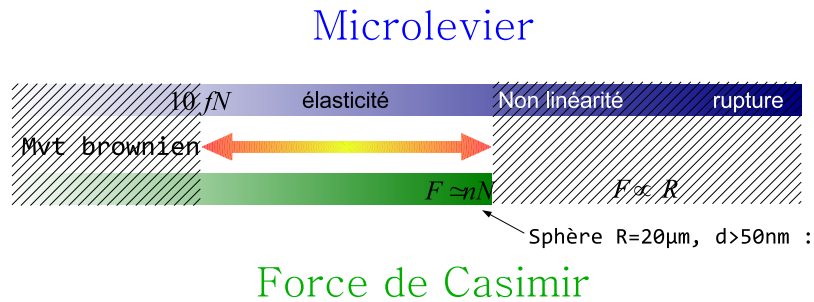 Microlevier
10 fN élasticité Non linéarité rupture
Mvt brownien
F ≃nN F∝ R
Sphère R=20µm, d>50nm :
Force de Casimir